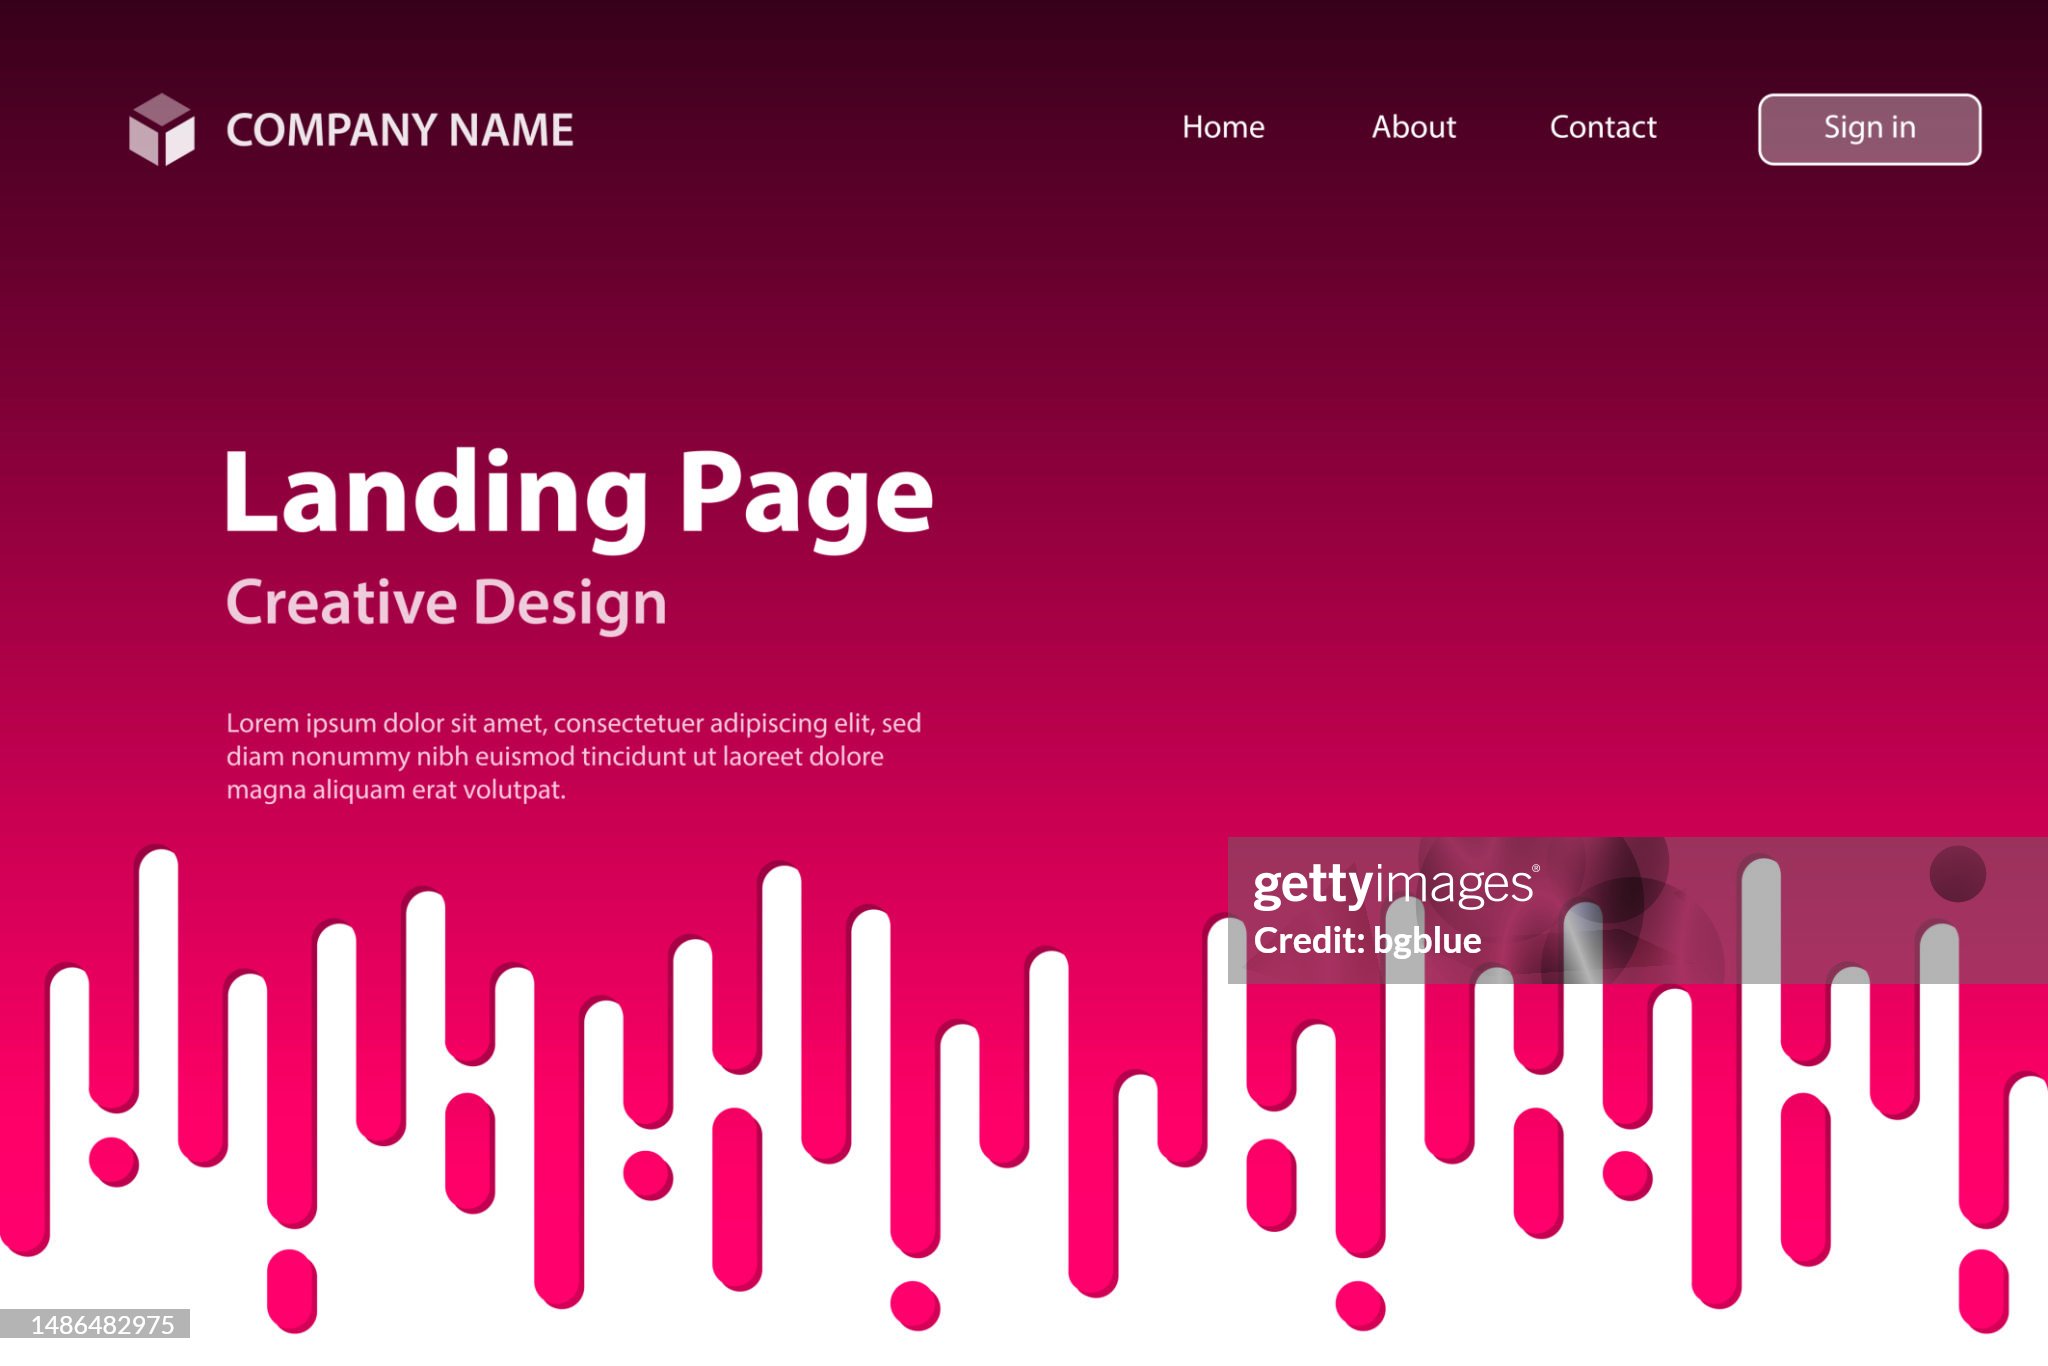 COMPANY NAME
Home
About
Contact
Sign in
Landing Page
Creative Design
Lorem ipsum dolor sit amet, consectetuer adipiscing elit, sed
diam nonummy nibh euismod tincidunt ut laoreet dolore
magna aliquam erat volutpat.
gettyimages®
Credit: bgblue
1486482975